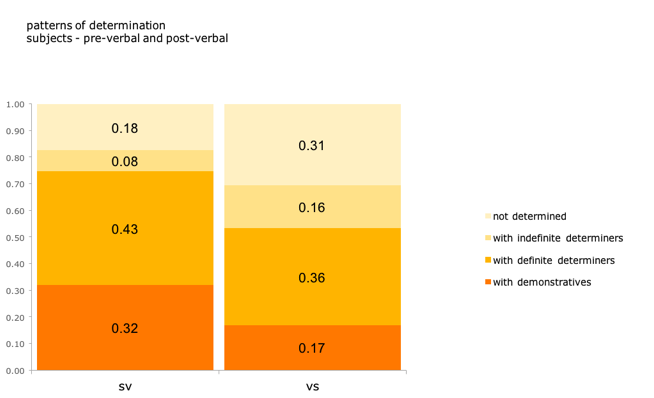 patterns of determination
subjects - pre-verbal and post-verbal
1.00
0.90
0.80
0.70
0.60
0.50
0.40
0.30
0.20
0.10
0.00
0.18
0.08
0.43
0.32
0.31
0.16
0.36
0.17
sv
vs
not determined
with indefinite determiners
with definite determiners
with demonstratives